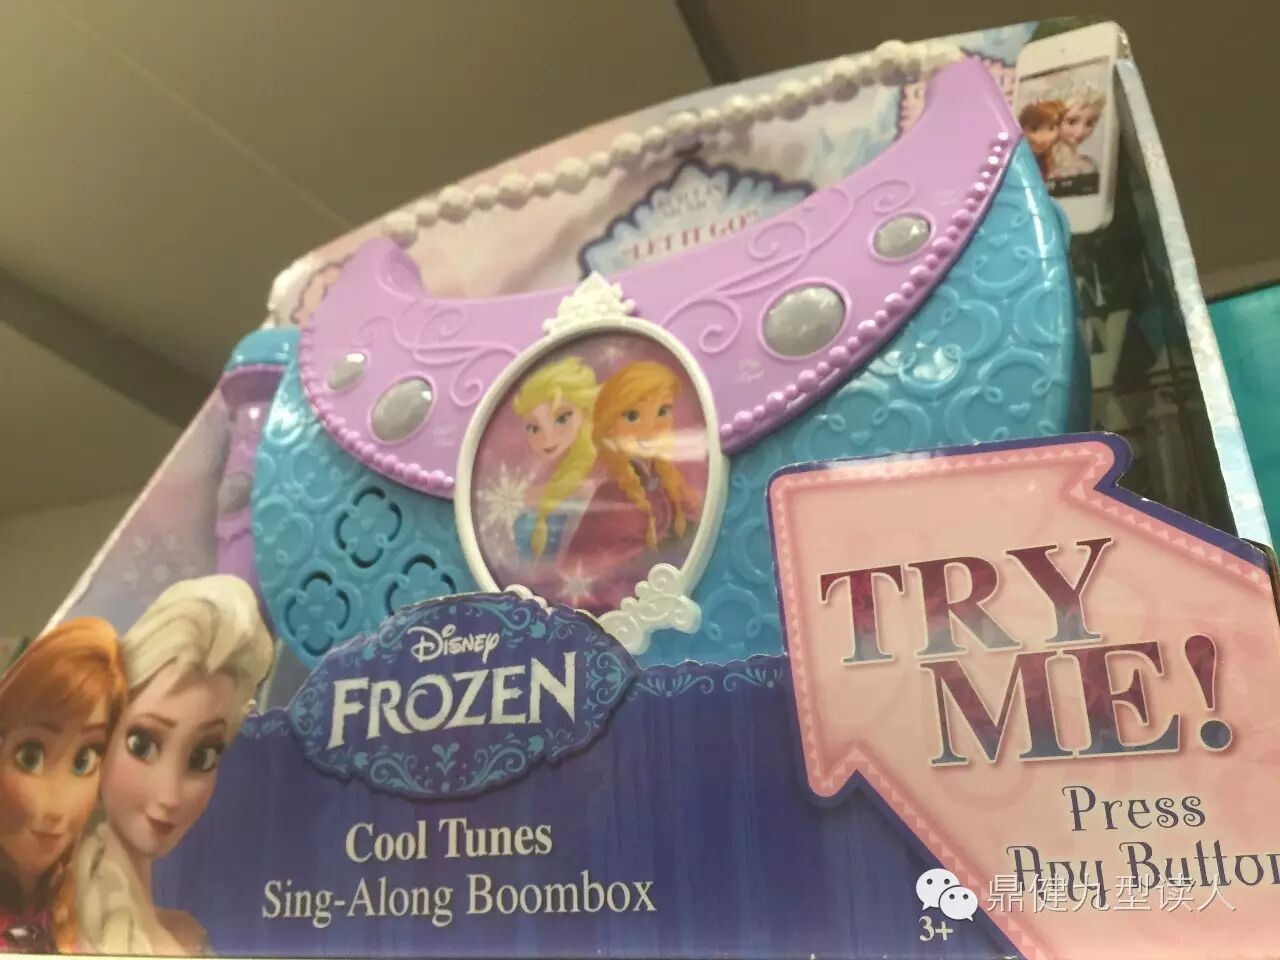 "LET IT GO"
DISNEY
FROZEN
Cool Tunes
Sing-Along Boombox
TRY
ME!
Press
Any Button
3+
鼎健九型读人